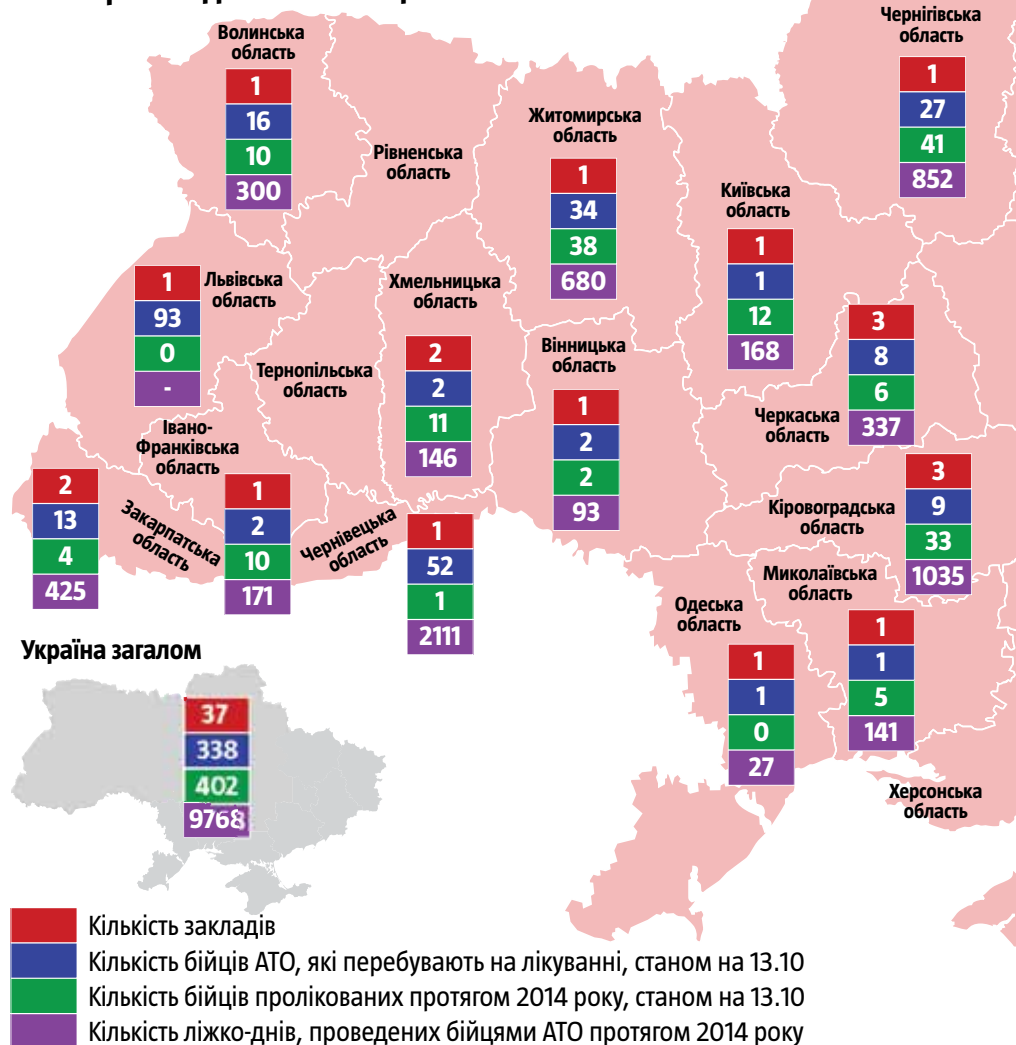 Чернігівська
область
1
27
41
852
Волинська
область
1
16
10
300
Рівненська
область
Житомирська
область
1
34
38
680
Київська
область
1
1
12
168
Львівська
область
1
93
0
-
Хмельницька
область
2
2
11
146
Тернопільська
область
Вінницька
область
1
2
2
93
Черкаська
область
3
8
6
337
Івано-
Франківська
область
1
2
10
171
Закарпатська
область
2
13
4
425
Чернівецька
область
1
52
1
2111
Кіровоградська
область
3
9
33
1035
Миколаївська
область
1
1
5
141
Одеська
область
1
1
0
27
Херсонська
область
Україна загалом
37
338
402
9768
Кількість закладів
Кількість бійців АТО, які перебувають на лікуванні, станом на 13.10
Кількість бійців пролікованих протягом 2014 року, станом на 13.10
Кількість ліжко-днів, проведених бійцями АТО протягом 2014 року